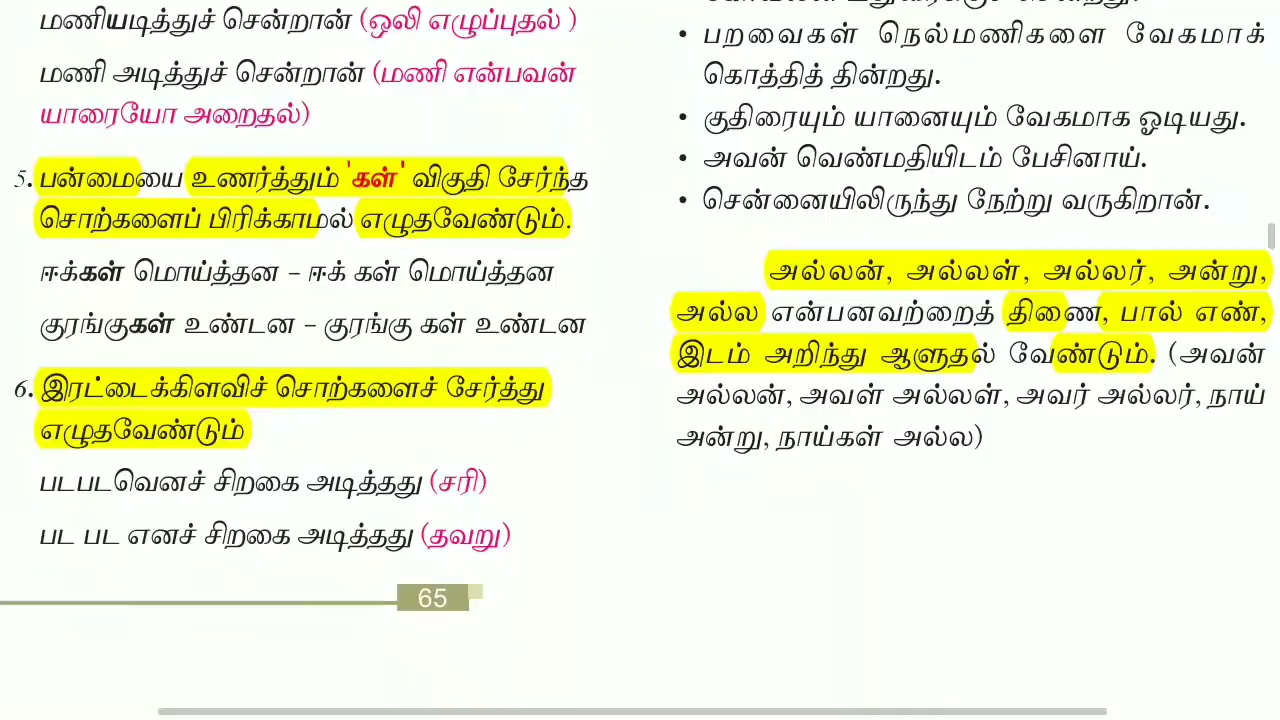 மணியடித்துச் சென்றான் (ஒலி எழுப்புதல் )
மணி அடித்துச் சென்றான் (மணி என்பவன்
யாரையோ அறைதல்)
5. பன்மையை உணர்த்தும் 'கள்' விகுதி சேர்ந்த
சொற்களைப் பிரிக்காமல் எழுதவேண்டும்.
ஈக்கள் மொய்த்தன – ஈக் கள் மொய்த்தன
குரங்குகள் உண்டன – குரங்கு கள் உண்டன
6. இரட்டைக்கிளவிச் சொற்களைச் சேர்த்து
எழுதவேண்டும்
படபடவெனச் சிறகை அடித்தது (சரி)
பட பட எனச் சிறகை அடித்தது (தவறு)
65
• பறவைகள் நெல்மணிகளை வேகமாக்
கொத்தித் தின்றது.
• குதிரையும் யானையும் வேகமாக ஓடியது.
• அவன் வெண்மதியிடம் பேசினாய்.
• சென்னையிலிருந்து நேற்று வருகிறான்.
அல்லன், அல்லள், அல்லர், அன்று,
அல்ல என்பனவற்றைத் திணை, பால் எண்,
இடம் அறிந்து ஆளுதல் வேண்டும். (அவன்
அல்லன், அவள் அல்லள், அவர் அல்லர், நாய்
அன்று, நாய்கள் அல்ல)